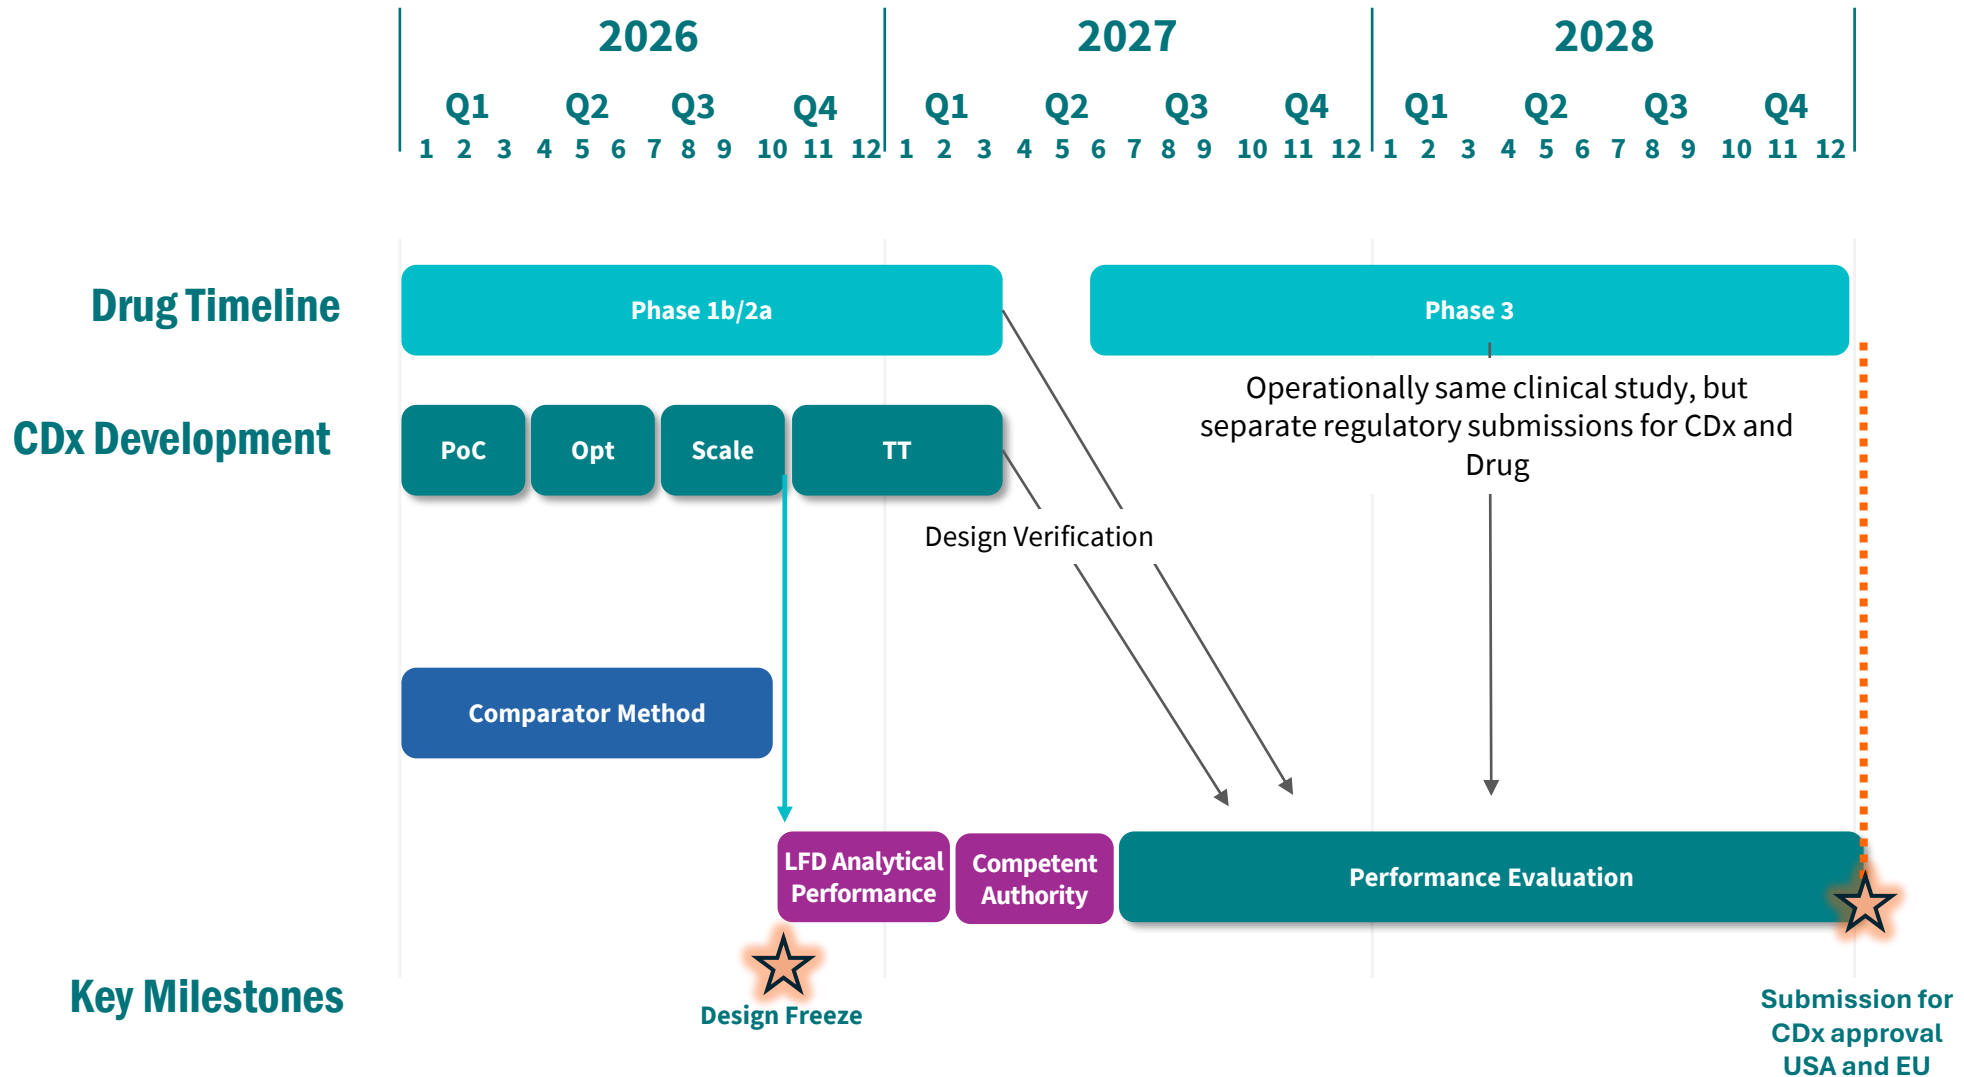 2026
2027
2028
Q1 Q2 Q3 Q4 Q1 Q2 Q3 Q4 Q1 Q2 Q3 Q4
1 2 3 4 5 6 7 8 9 10 11 12 1 2 3 4 5 6 7 8 9 10 11 12 1 2 3 4 5 6 7 8 9 10 11 12
Drug Timeline
Phase 1b/2a
Phase 3
Operationally same clinical study, but
separate regulatory submissions for CDx and
Drug
CDx Development
PoC
Opt
Scale
TT
Design Verification
Comparator Method
LFD Analytical
Performance
Competent
Authority
Performance Evaluation
Key Milestones
Design Freeze
Submission for
CDx approval
USA and EU